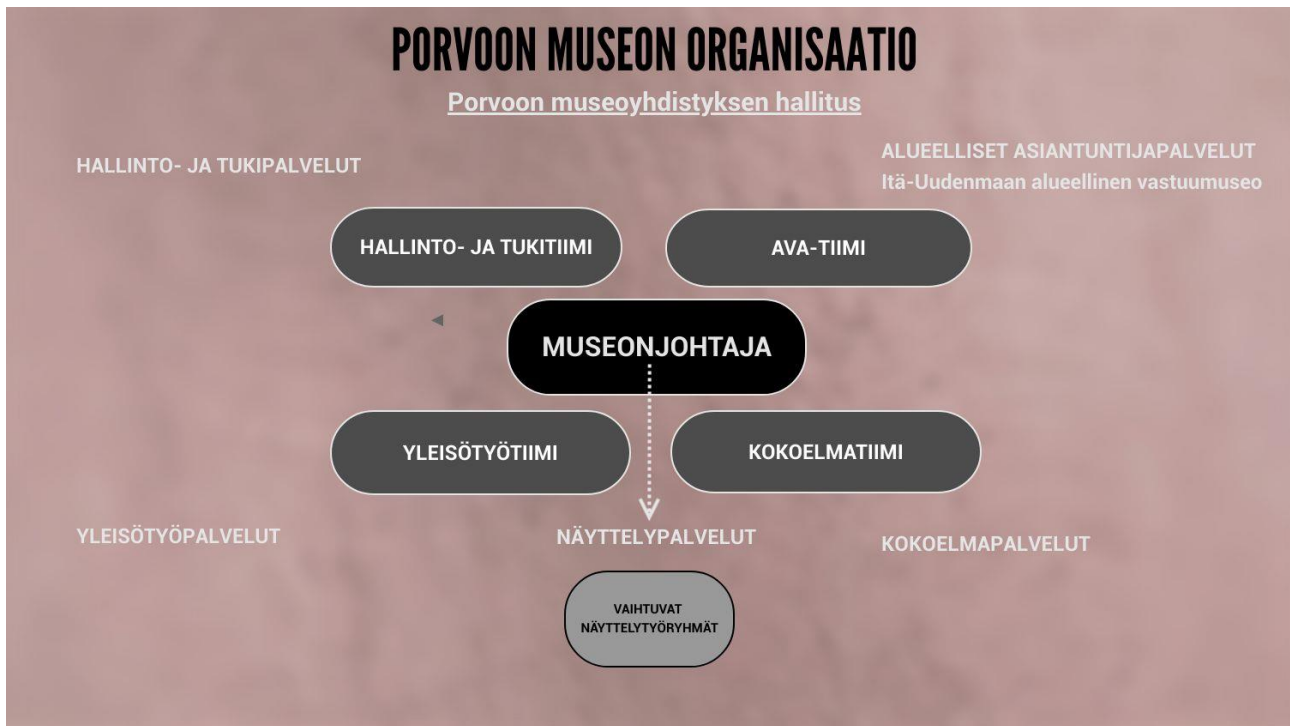 PORVOON MUSEON ORGANISAATIO
Porvoon museoyhdistyksen hallitus
HALLINTO- JA TUKIPALVELUT
ALUEELLISET ASIANTUNTIJAPALVELUT
Itä-Uudenmaan alueellinen vastuumuseo
HALLINTO- JA TUKITIIMI
AVA-TIIMI
MUSEONJOHTAJA
YLEISÖTYÖTIIMI
KOKOELMATIIMI
YLEISÖTYÖPALVELUT
NÄYTTELYPALVELUT
KOKOELMAPALVELUT
VAIHTUVAT
NÄYTTELYTYÖRYHMÄT